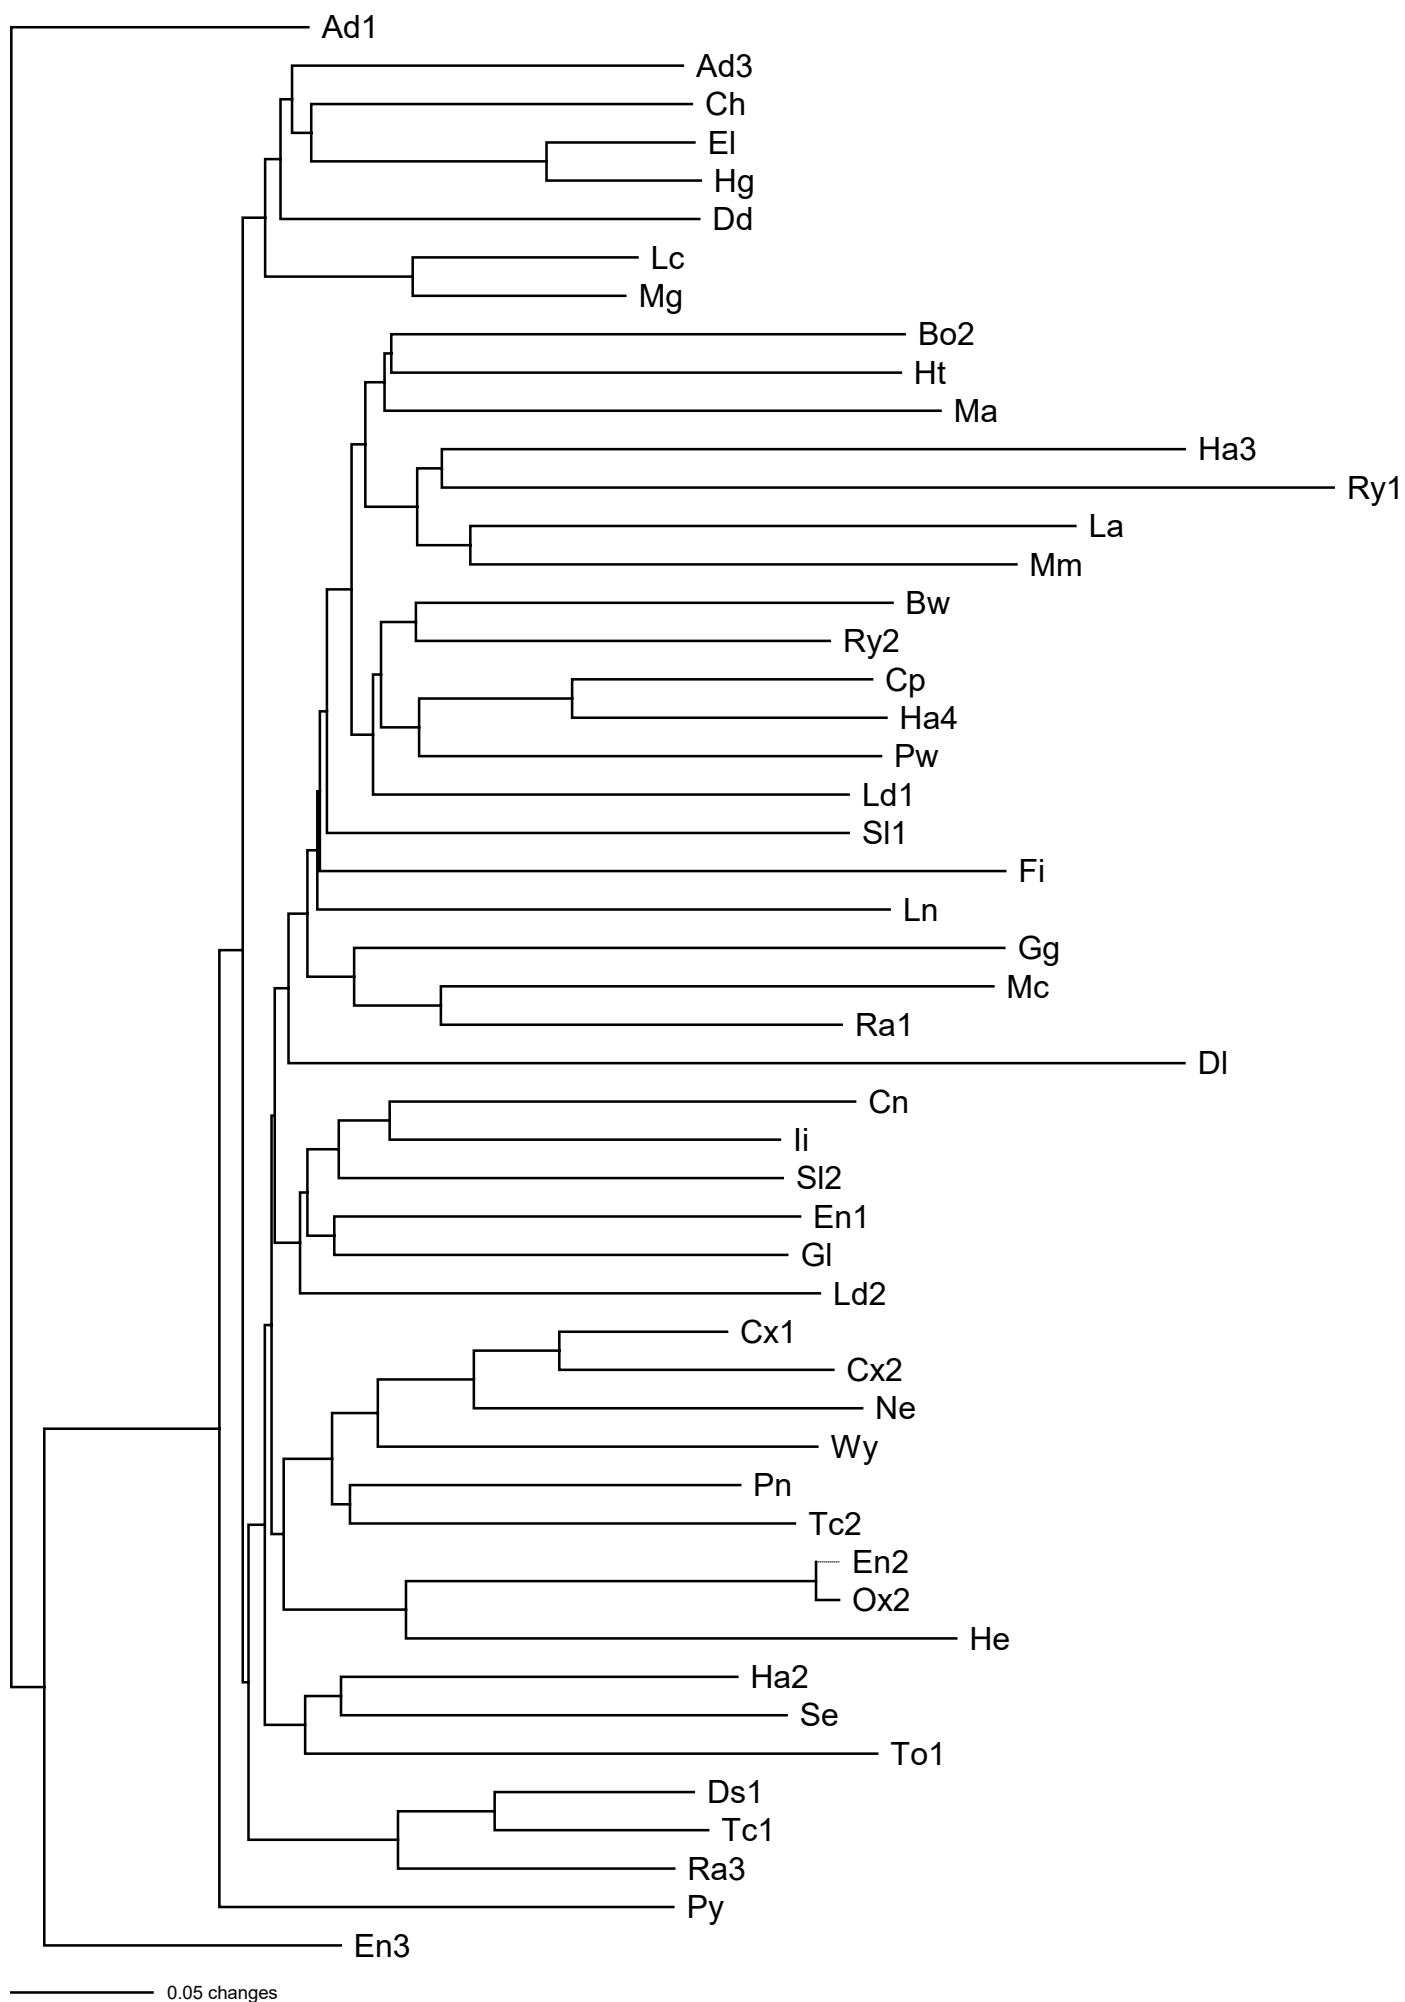 Ad1
Ad3
Ch
El
Hg
Dd
Lc
Mg
Bo2
Ht
Ma
Ha3
Ry1
La
Mm
Bw
Ry2
Cp
Ha4
Pw
Ld1
Sl1
Fi
Ln
Gg
Mc
Ra1
Dl
Cn
Ii
Sl2
En1
Gl
Ld2
Cx1
Cx2
Ne
Wy
Pn
Tc2
En2
Ox2
He
Ha2
Se
To1
Ds1
Tc1
Ra3
Py
En3
0.05 changes